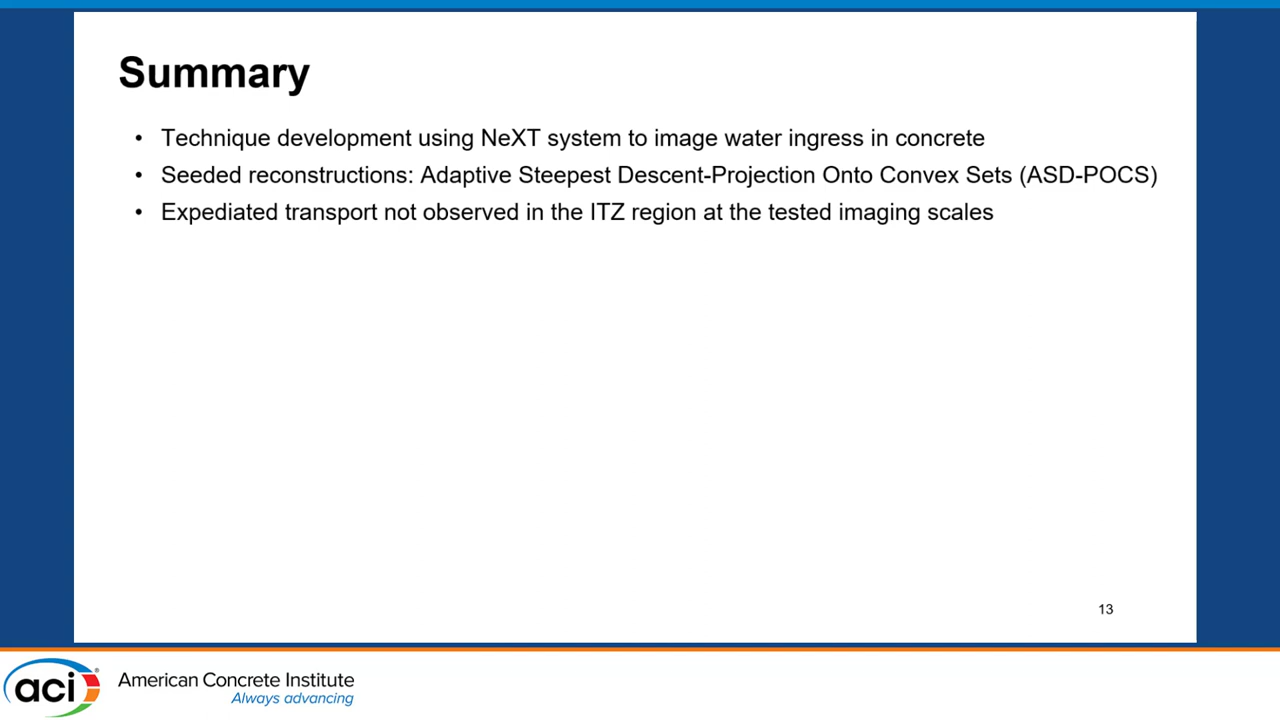 Summary
• Technique development using NeXT system to image water ingress in concrete
• Seeded reconstructions: Adaptive Steepest Descent-Projection Onto Convex Sets (ASD-POCS)
• Expediated transport not observed in the ITZ region at the tested imaging scales
13
aci®
American Concrete Institute
Always advancing